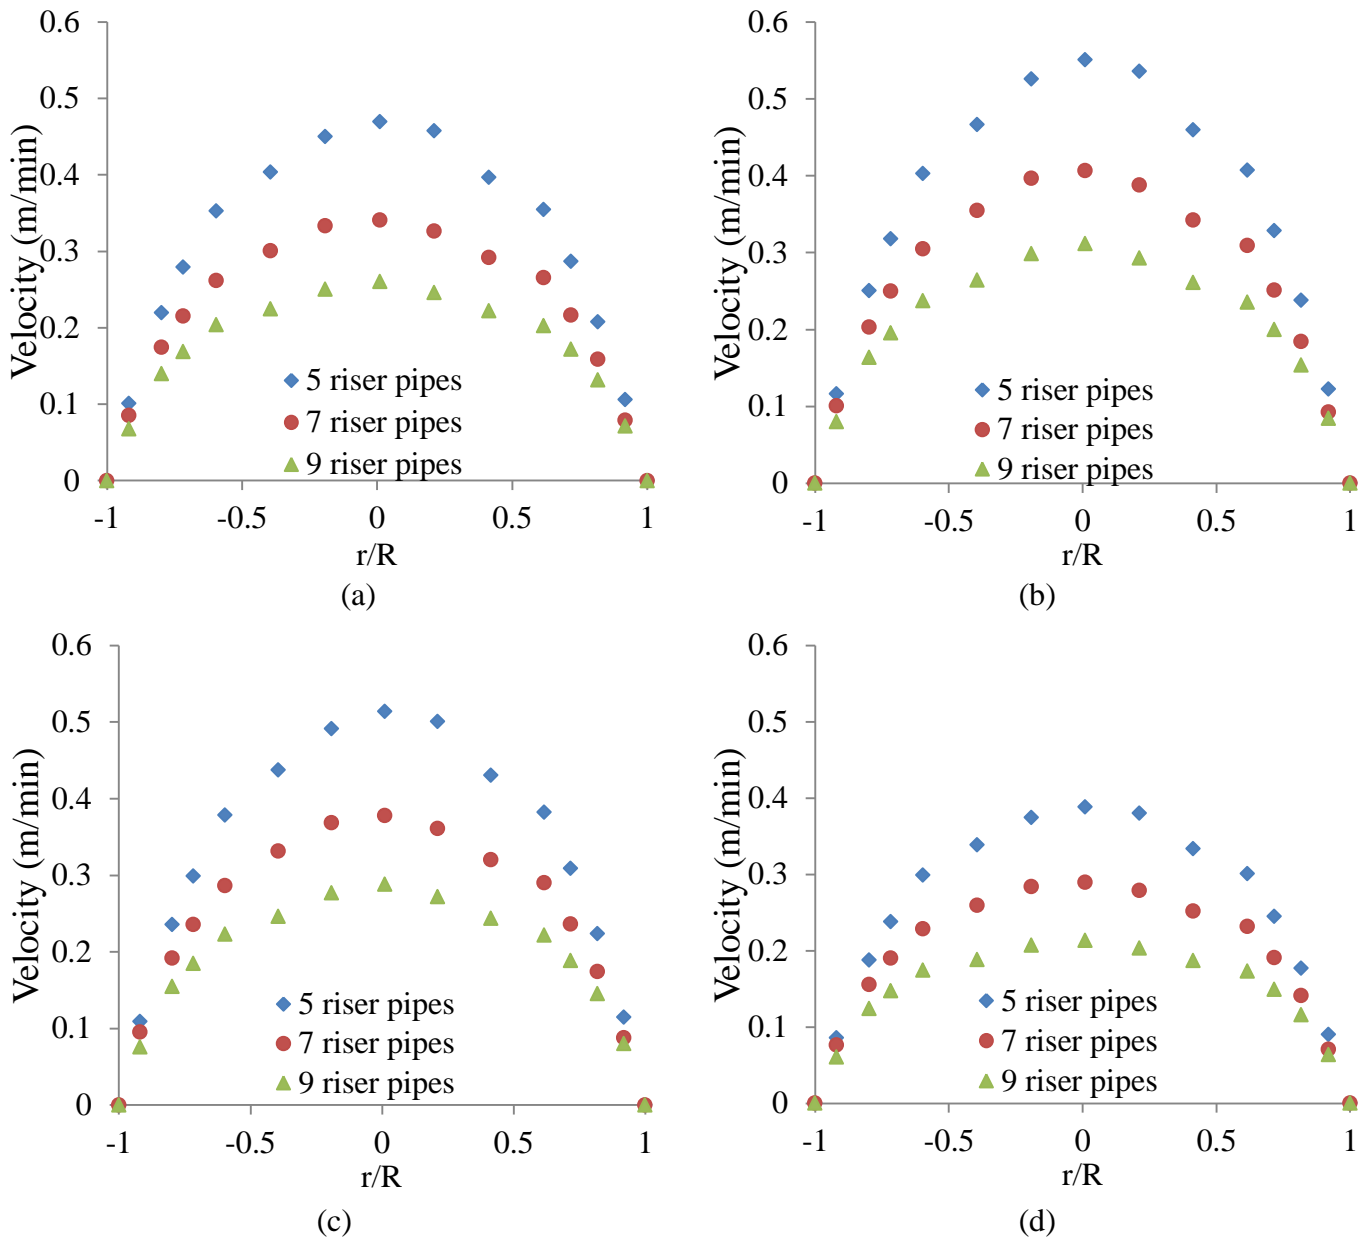 0.6
0.5
0.4
0.3
0.2
0.1
0
Velocity (m/min)
5 riser pipes
7 riser pipes
9 riser pipes
-1 -0.5 0 0.5 1
r/R
(a)
0.6
0.5
0.4
0.3
0.2
0.1
0
Velocity (m/min)
5 riser pipes
7 riser pipes
9 riser pipes
-1 -0.5 0 0.5 1
r/R
(b)
0.6
0.5
0.4
0.3
0.2
0.1
0
Velocity (m/min)
5 riser pipes
7 riser pipes
9 riser pipes
-1 -0.5 0 0.5 1
r/R
(c)
0.6
0.5
0.4
0.3
0.2
0.1
0
Velocity (m/min)
5 riser pipes
7 riser pipes
9 riser pipes
-1 -0.5 0 0.5 1
r/R
(d)